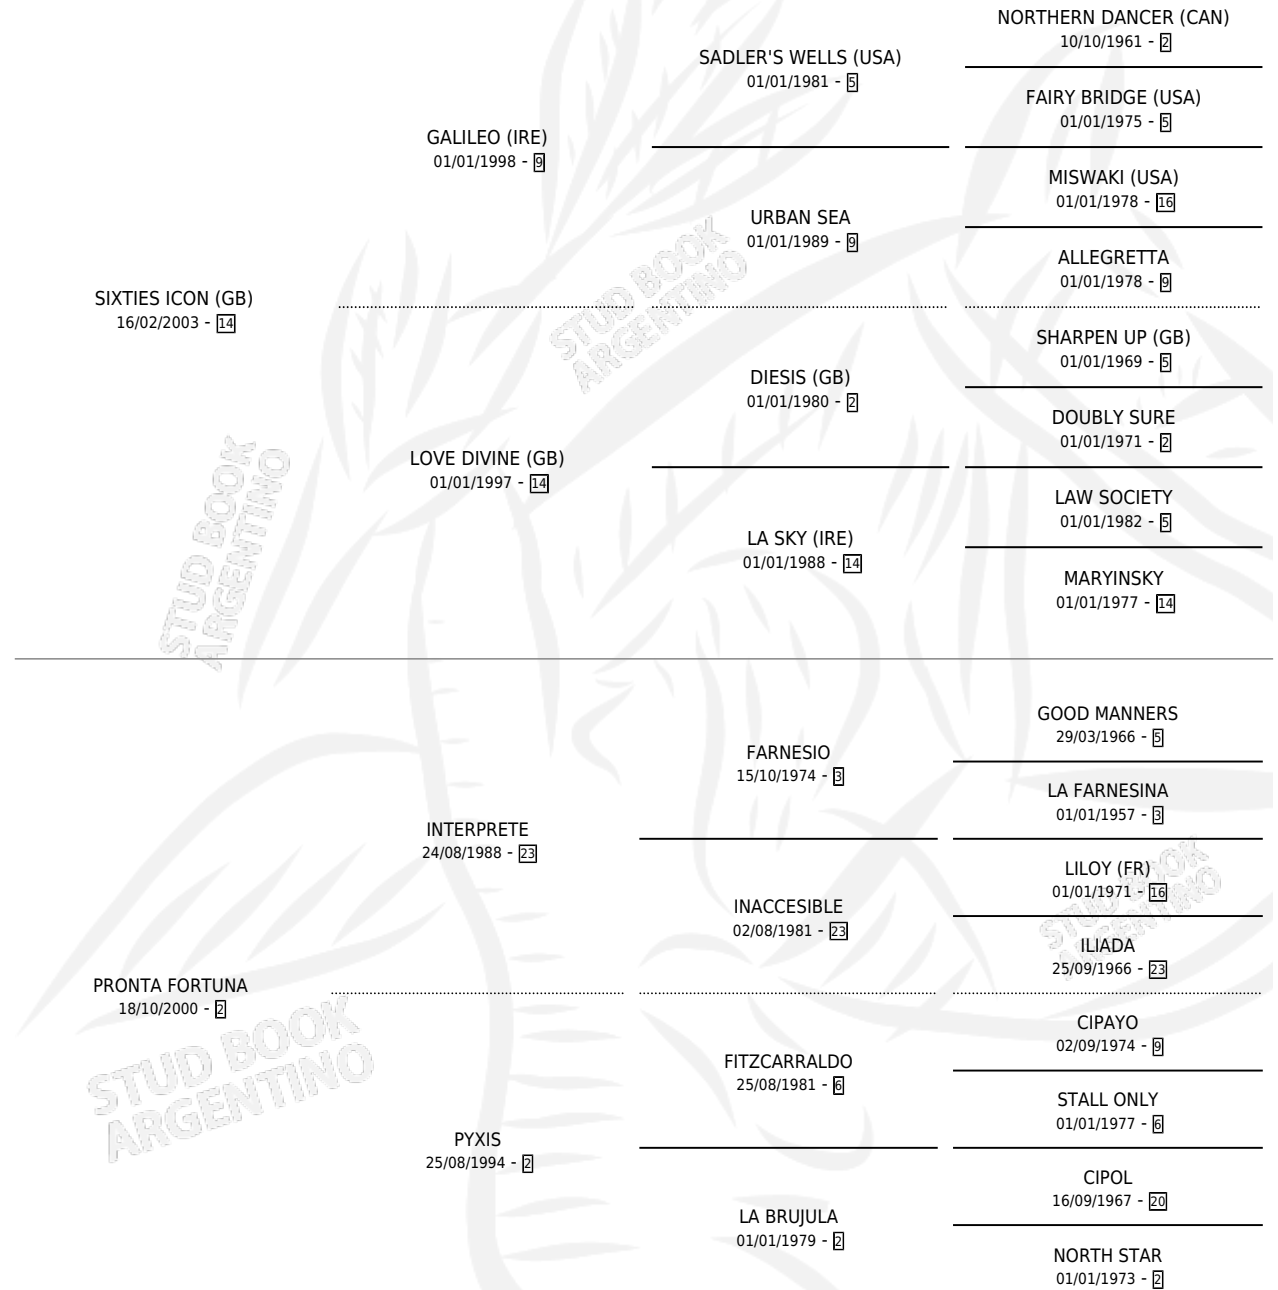 NORTHERN DANCER (CAN)
10/10/1961 - 2
SADLER'S WELLS (USA)
01/01/1981 - 5
FAIRY BRIDGE (USA)
01/01/1975 - 5
GALILEO (IRE)
01/01/1998 - 9
MISWAKI (USA)
01/01/1978 - 16
URBAN SEA
01/01/1989 - 9
ALLEGRETTA
01/01/1978 - 9
SIXTIES ICON (GB)
16/02/2003 - 14
STUD BOOK
ARGENTINO
SHARPEN UP (GB)
01/01/1969 - 5
DIESIS (GB)
01/01/1980 - 2
DOUBLY SURE
01/01/1971 - 2
LOVE DIVINE (GB)
01/01/1997 - 14
LAW SOCIETY
01/01/1982 - 5
LA SKY (IRE)
01/01/1988 - 14
MARYINSKY
01/01/1977 - 14
STUD BOOK
ARGENTINO
GOOD MANNERS
29/03/1966 - 5
FARNESIO
15/10/1974 - 3
LA FARNESINA
01/01/1957 - 3
INTERPRETE
24/08/1988 - 23
LILOY (FR)
01/01/1971 - 16
INACCESIBLE
02/08/1981 - 23
STUD BOOK
ARGENTINO
ILIADA
25/09/1966 - 23
PRONTA FORTUNA
18/10/2000 - 2
STUD BOOK
ARGENTINO
CIPAYO
02/09/1974 - 9
FITZCARRALDO
25/08/1981 - 6
STALL ONLY
01/01/1977 - 6
PYXIS
25/08/1994 - 2
CIPOL
16/09/1967 - 20
LA BRUJULA
01/01/1979 - 2
NORTH STAR
01/01/1973 - 2